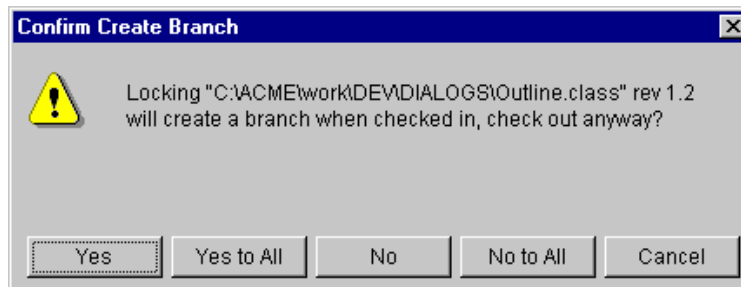 Confirm Create Branch
Locking "C:\ACME\work\DEV\DIALOGS\Outline.class" rev 1.2
will create a branch when checked in, check out anyway?
Yes
Yes to All
No
No to All
Cancel